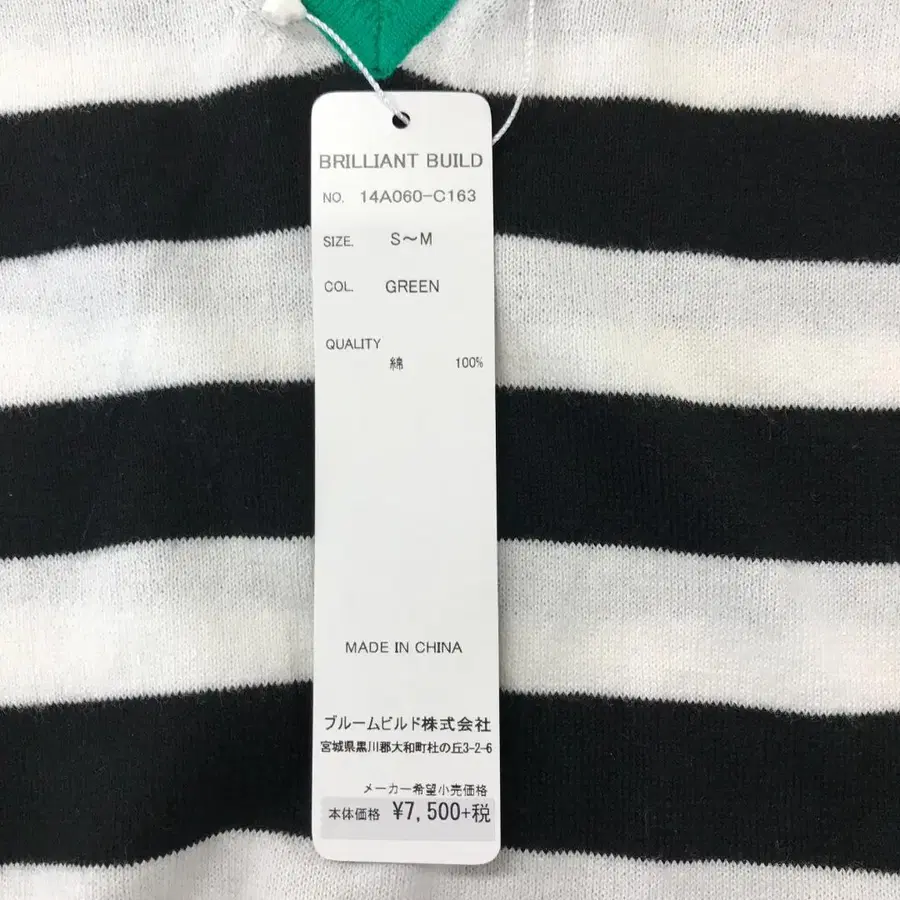 BRILLIANT BUILD
NO. 14A060-C163
SIZE. S～M
COL. GREEN
QUALITY
綿 100%
MADE IN CHINA
ブルームビルド株式会社
宮城県黒川郡大和町杜の丘3-2-6
メーカー希望小売価格
本体価格 ¥7,500+税